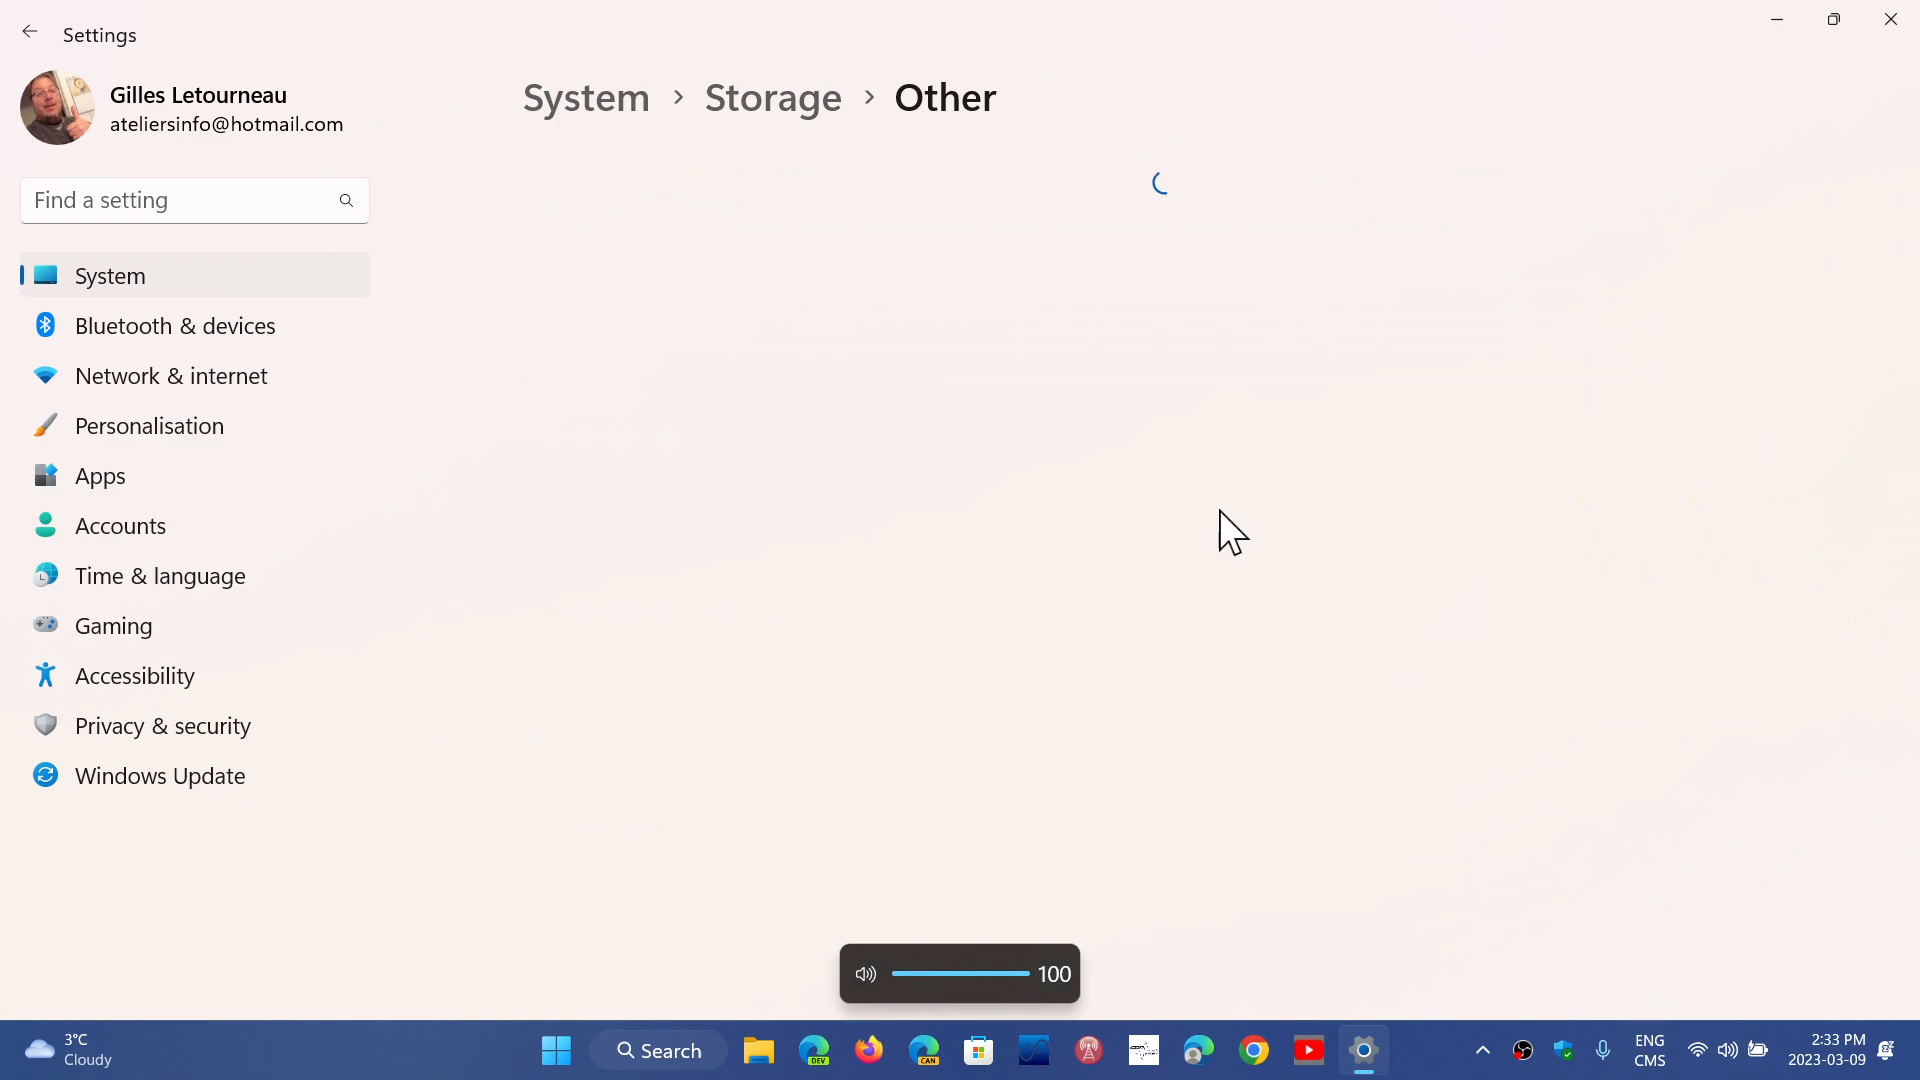 Settings
Gilles Letourneau
ateliersinfo@hotmail.com
Find a setting
System
Bluetooth & devices
Network & internet
Personalisation
Apps
Accounts
Time & language
Gaming
Accessibility
Privacy & security
Windows Update
System > Storage > Other
100
3°C
Cloudy
Search
DEV
CAN
ENG
CMS
2:33 PM
2023-03-09